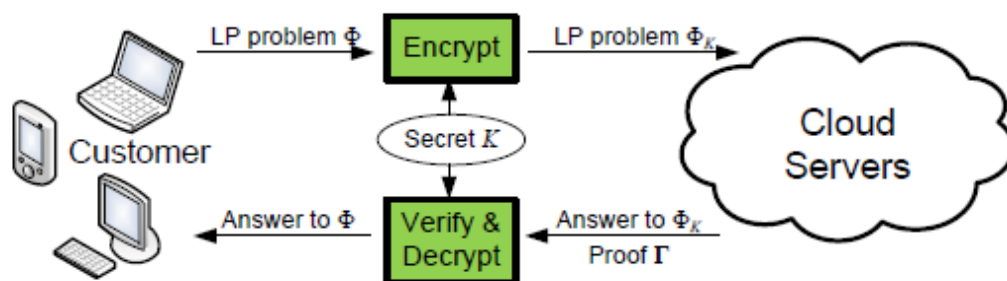 LP problem Φ
Encrypt
LP problem Φ_K
Customer
Secret K
Cloud
Servers
Answer to Φ
Verify &
Decrypt
Answer to Φ_K
Proof Γ